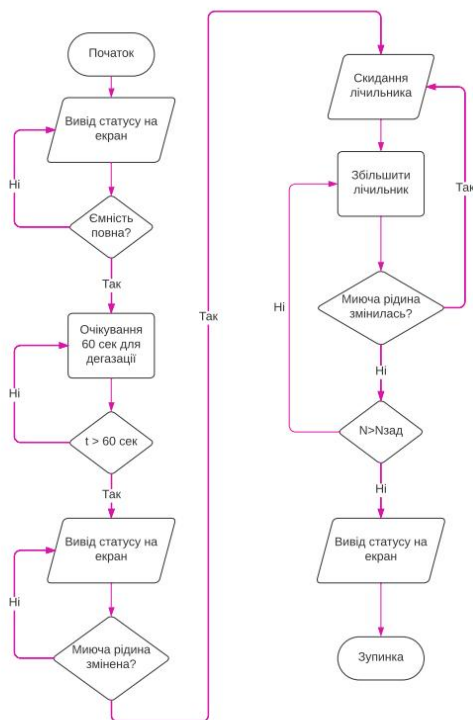 Початок
Вивід статусу на
екран
Ні
Ємність
повна?
Так
Очікування
60 сек для
дегазації
Ні
t > 60 сек
Так
Вивід статусу на
екран
Ні
Миюча рідина
змінена?
Так
Скидання
лічильника
Збільшити
лічильник
Так
Ні
Миюча рідина
змінилась?
Ні
N>Nзад
Ні
Вивід статусу на
екран
Зупинка